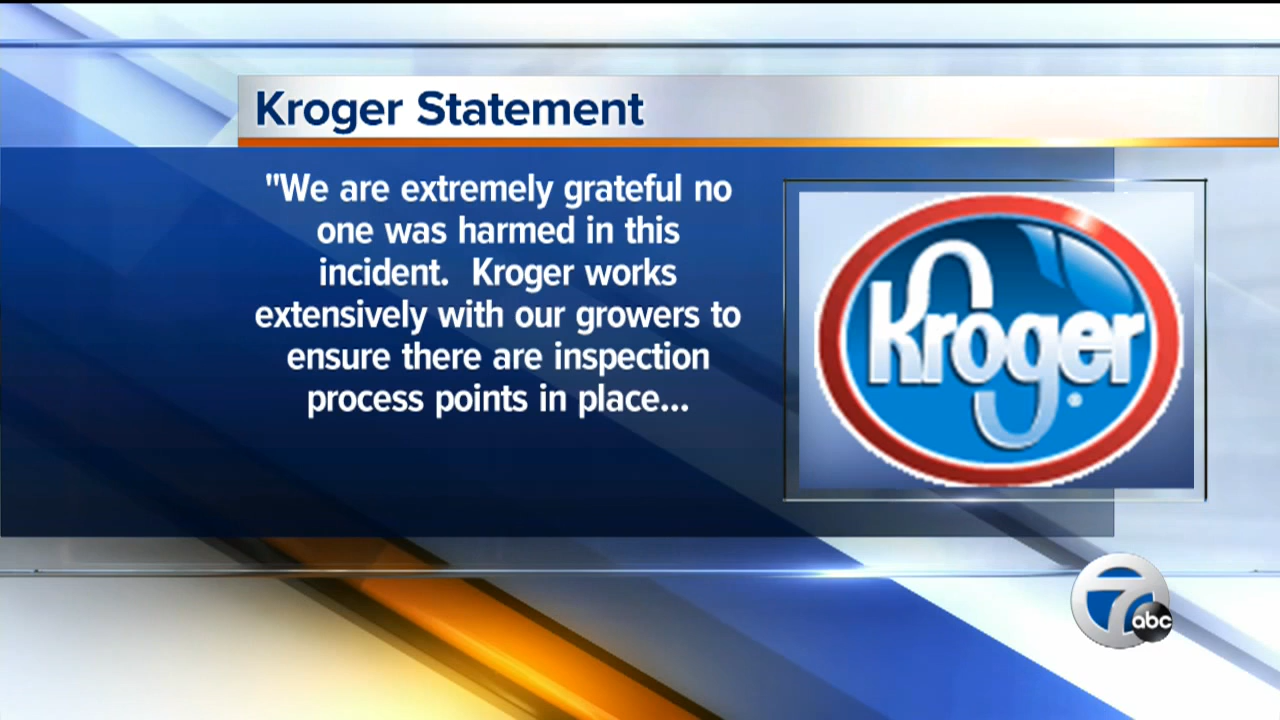 Kroger Statement
"We are extremely grateful no
one was harmed in this
incident.  Kroger works
extensively with our growers to
ensure there are inspection
process points in place...
Kroger
7
abc